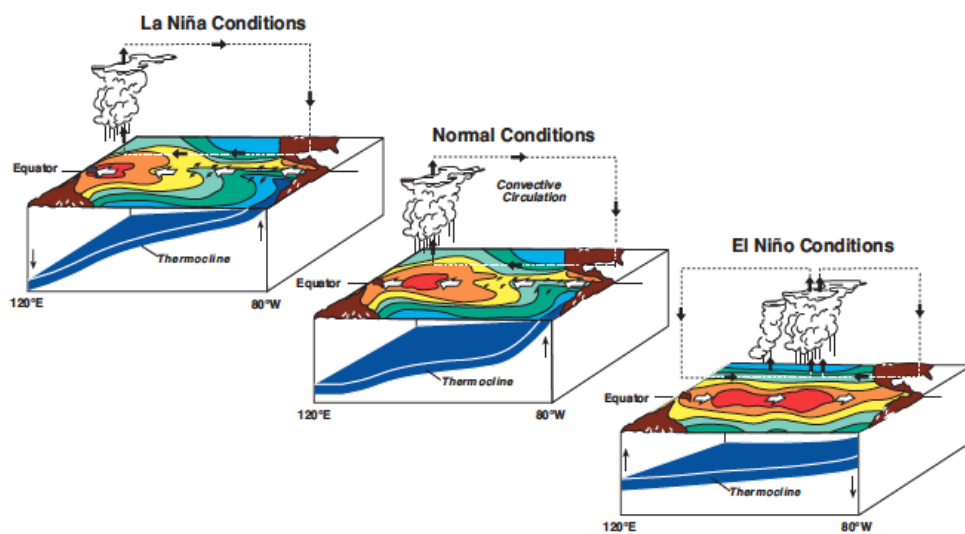 La Niña Conditions
Equator
Thermocline
120°E
80°W
Normal Conditions
Convective
Circulation
Equator
Thermocline
120°E
80°W
El Niño Conditions
Equator
Thermocline
120°E
80°W